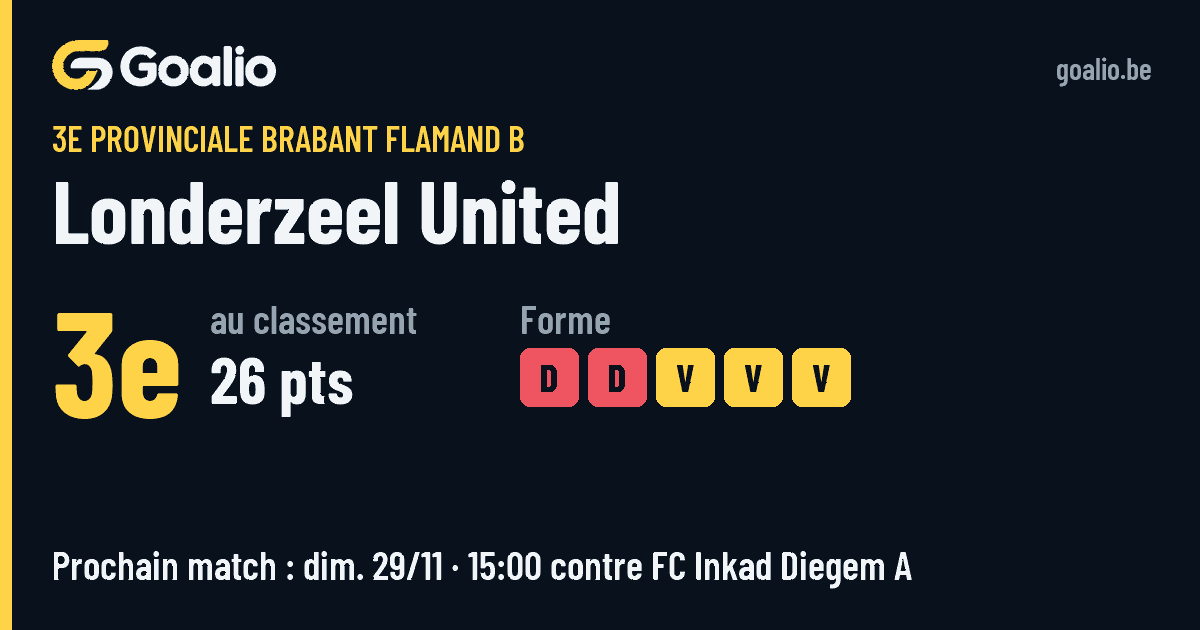 Goalio
goalio.be
3E PROVINCIALE BRABANT FLAMAND B
Londerzeel United
3e
au classement
26 pts
Forme
D D V V V
Prochain match : dim. 29/11 · 15:00 contre FC Inkad Diegem A